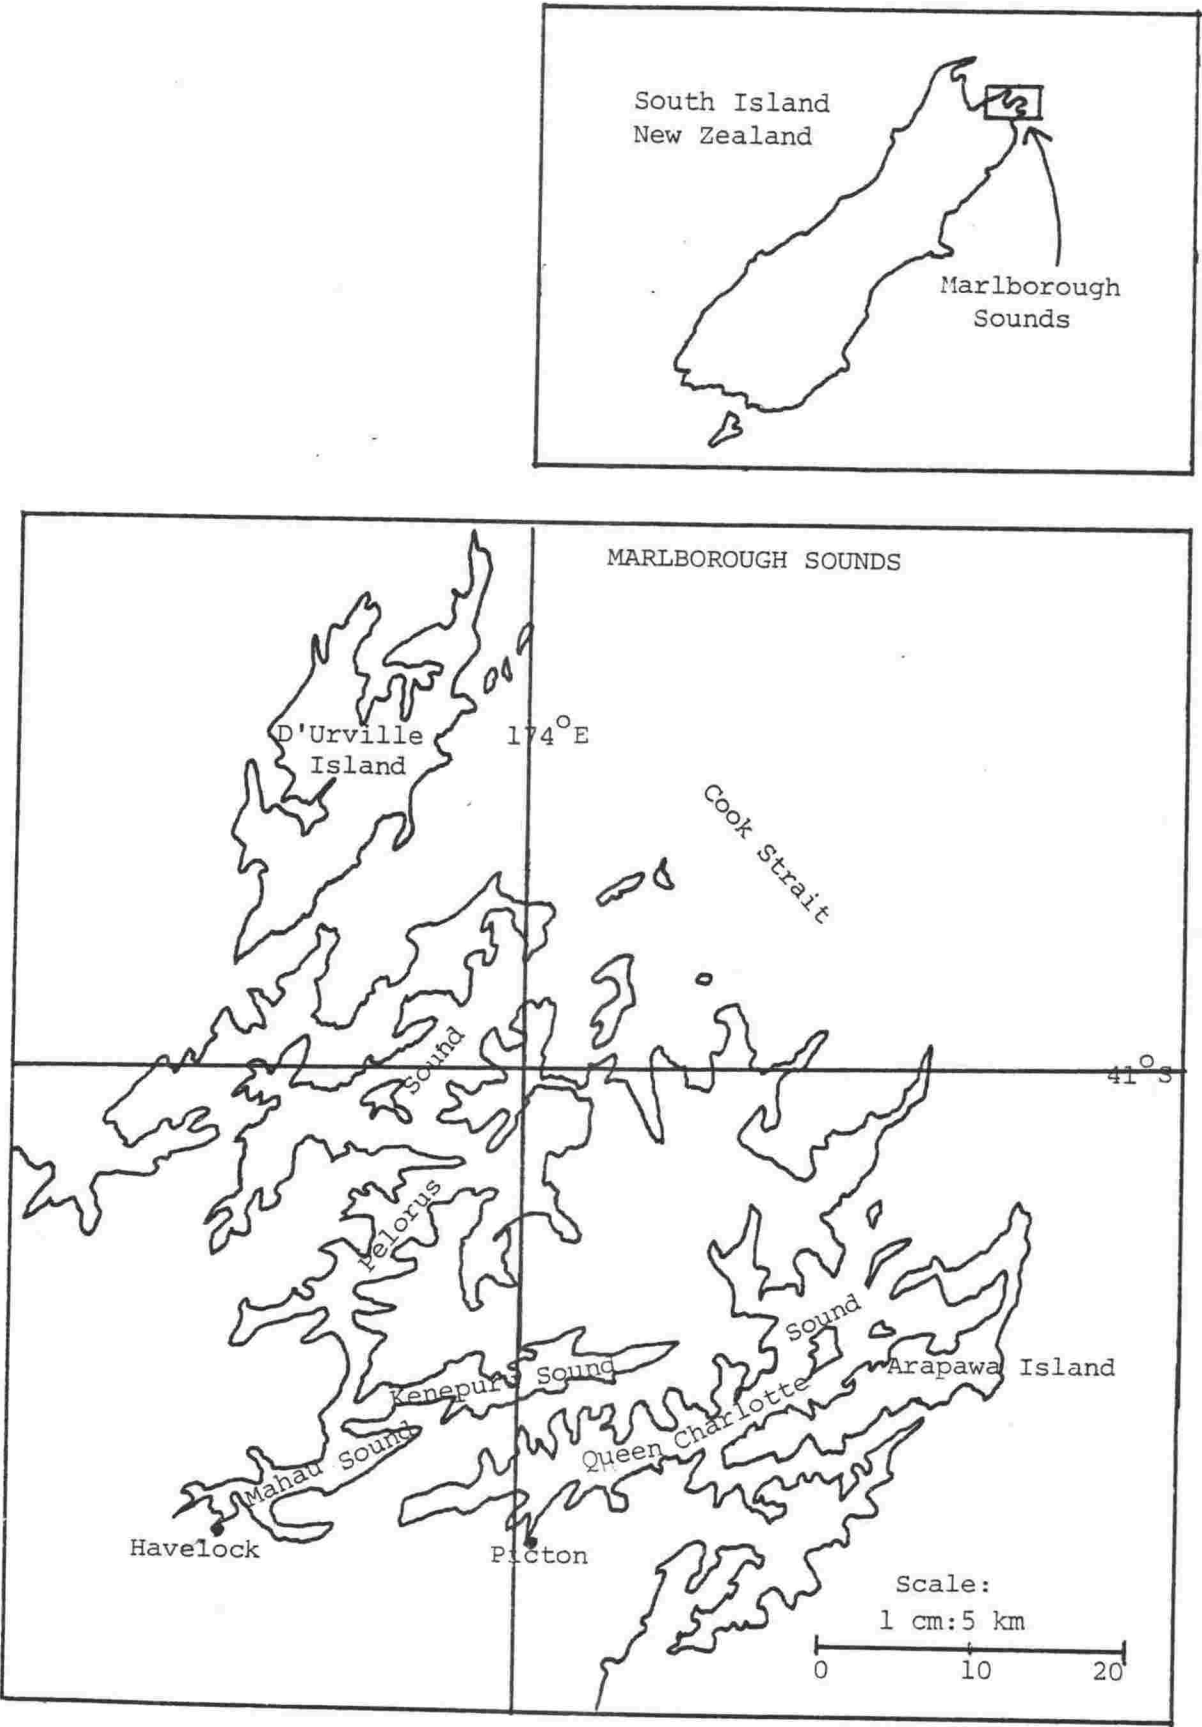 South Island
New Zealand
Marlborough
Sounds
MARLBOROUGH SOUNDS
D'Urville
Island
174°E
Cook Strait
41°S
Pelorus Sound
Kenepuru Sound
Mahau Sound
Queen Charlotte Sound
Arapawa Island
Havelock
Picton
Scale:
1 cm:5 km
0 10 20